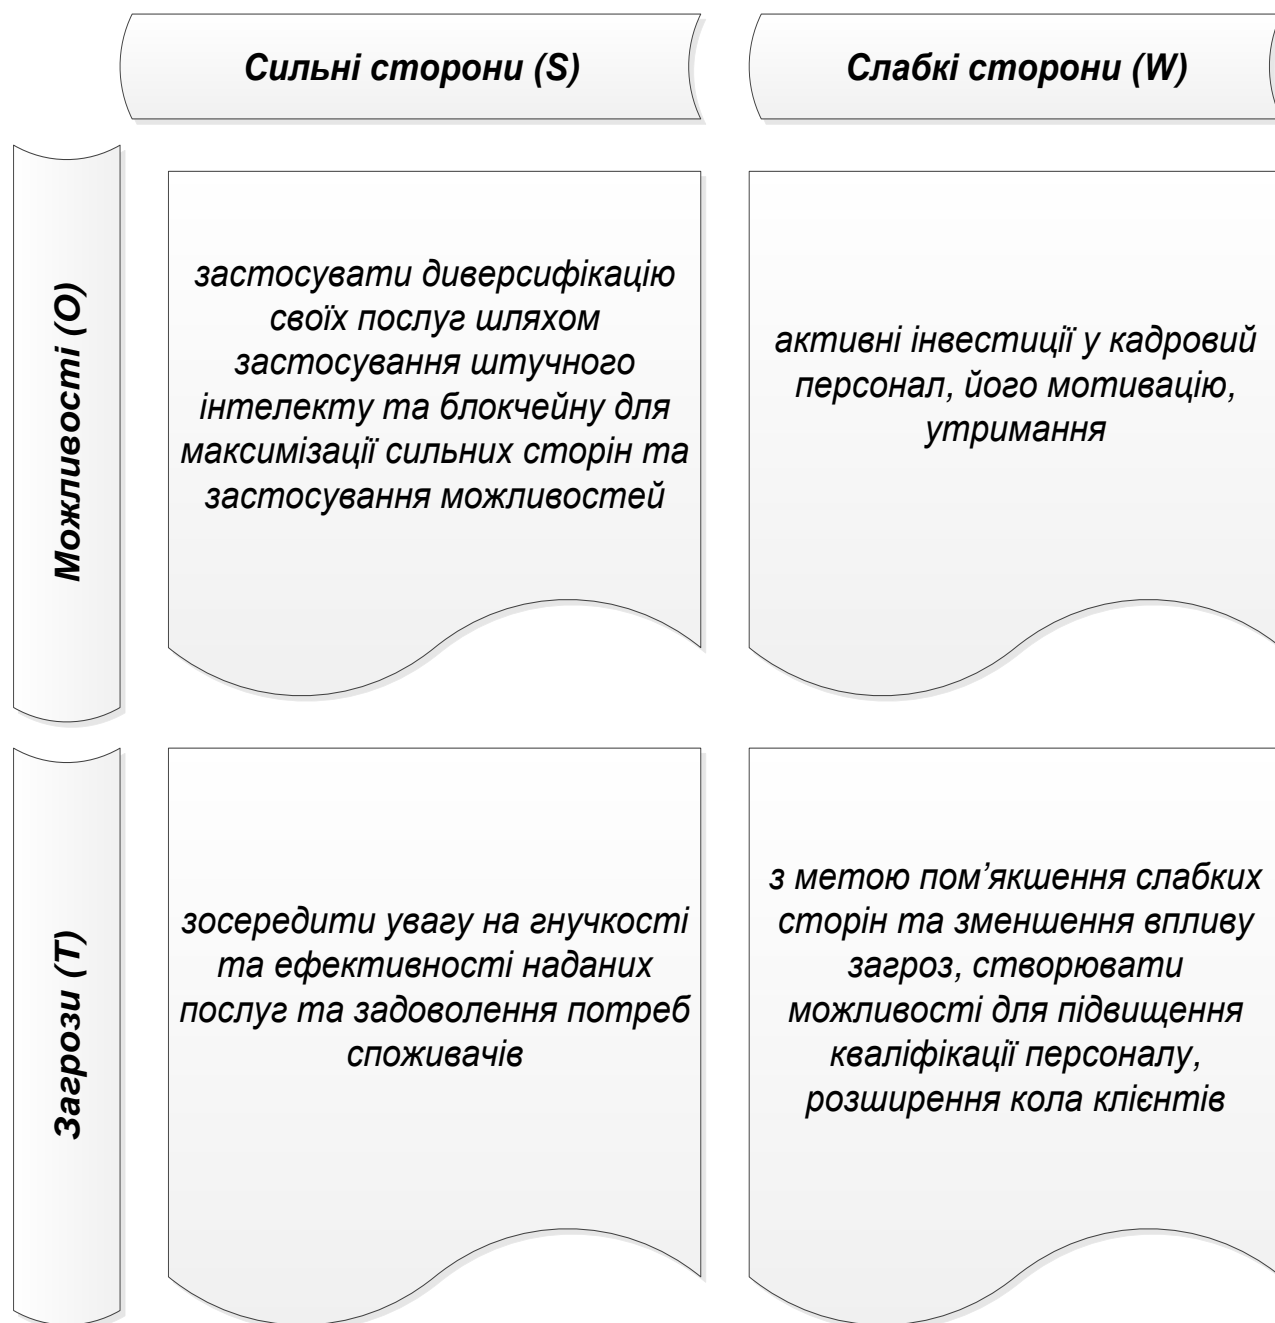 Сильні сторони (S)
Слабкі сторони (W)
Можливості (O)
застосувати диверсифікацію
своїх послуг шляхом
застосування штучного
інтелекту та блокчейну для
максимізації сильних сторін та
застосування можливостей
активні інвестиції у кадровий
персонал, його мотивацію,
утримання
Загрози (T)
зосередити увагу на гнучкості
та ефективності наданих
послуг та задоволення потреб
споживачів
з метою пом’якшення слабких
сторін та зменшення впливу
загроз, створювати
можливості для підвищення
кваліфікації персоналу,
розширення кола клієнтів